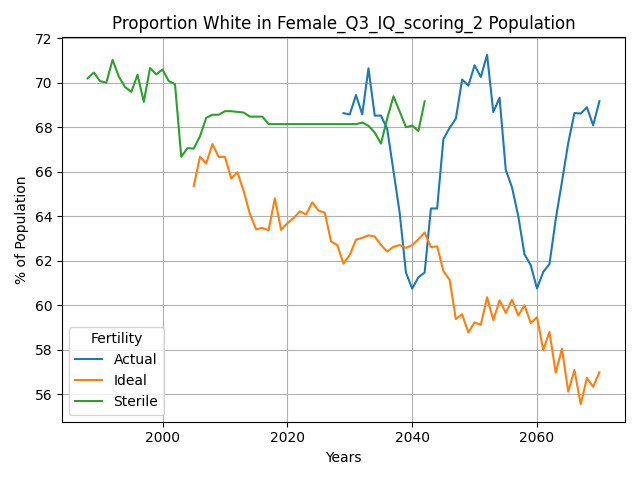 Proportion White in Female_Q3_IQ_scoring_2 Population
72
70
68
66
64
62
60
58
56
% of Population
Fertility
Actual
Ideal
Sterile
2000
2020
2040
2060
Years